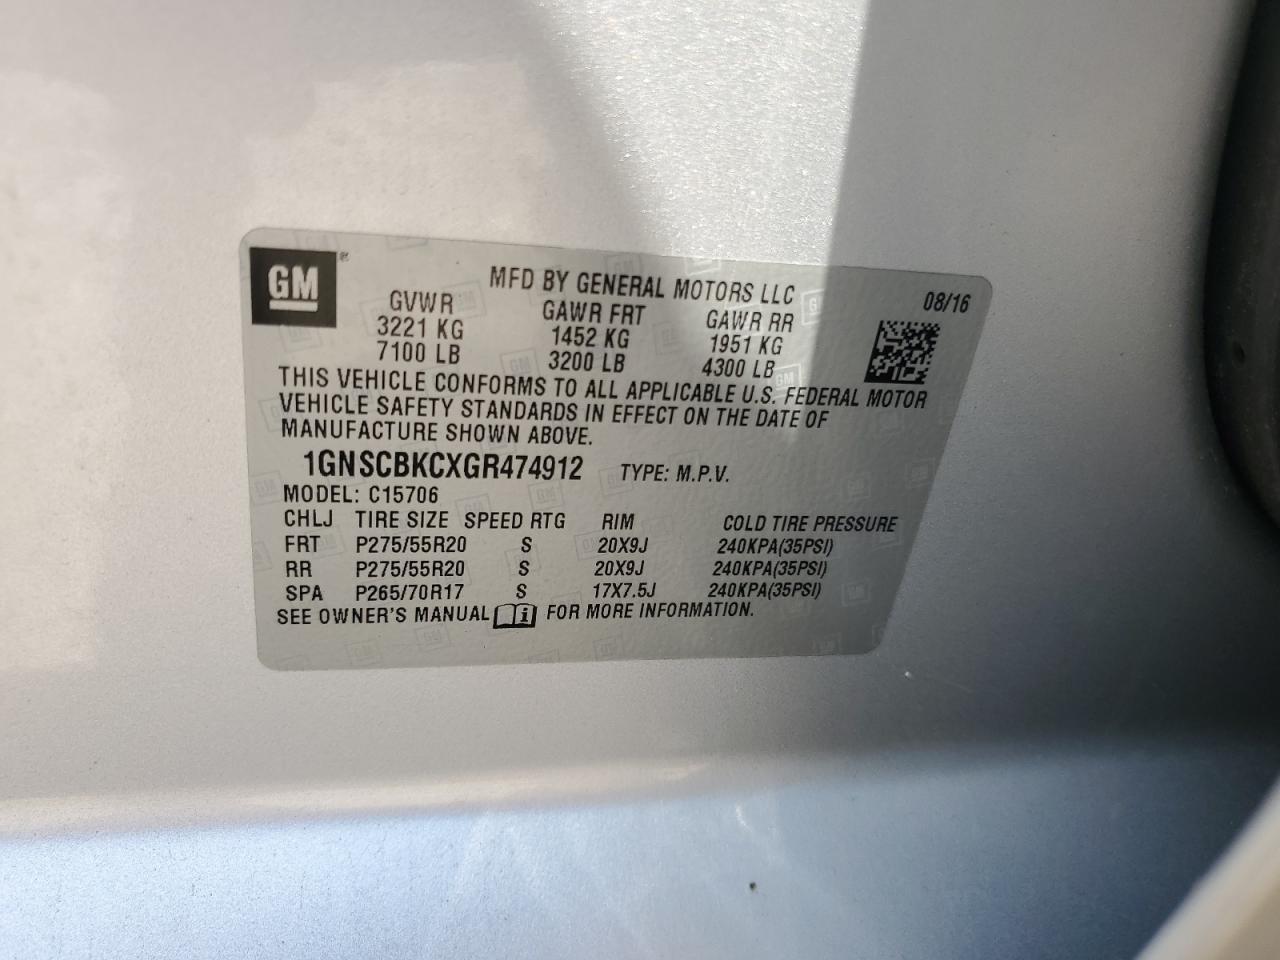 GM®
MFD BY GENERAL MOTORS LLC 08/16
GVWR GAWR FRT GAWR RR
3221 KG 1452 KG 1951 KG
7100 LB 3200 LB 4300 LB
THIS VEHICLE CONFORMS TO ALL APPLICABLE U.S. FEDERAL MOTOR
VEHICLE SAFETY STANDARDS IN EFFECT ON THE DATE OF
MANUFACTURE SHOWN ABOVE.
1GNSCBKCXGR474912 TYPE: M.P.V.
MODEL: C15706
CHLJ TIRE SIZE SPEED RTG RIM COLD TIRE PRESSURE
FRT P275/55R20 S 20X9J 240KPA(35PSI)
RR P275/55R20 S 20X9J 240KPA(35PSI)
SPA P265/70R17 S 17X7.5J 240KPA(35PSI)
SEE OWNER'S MANUAL i FOR MORE INFORMATION.